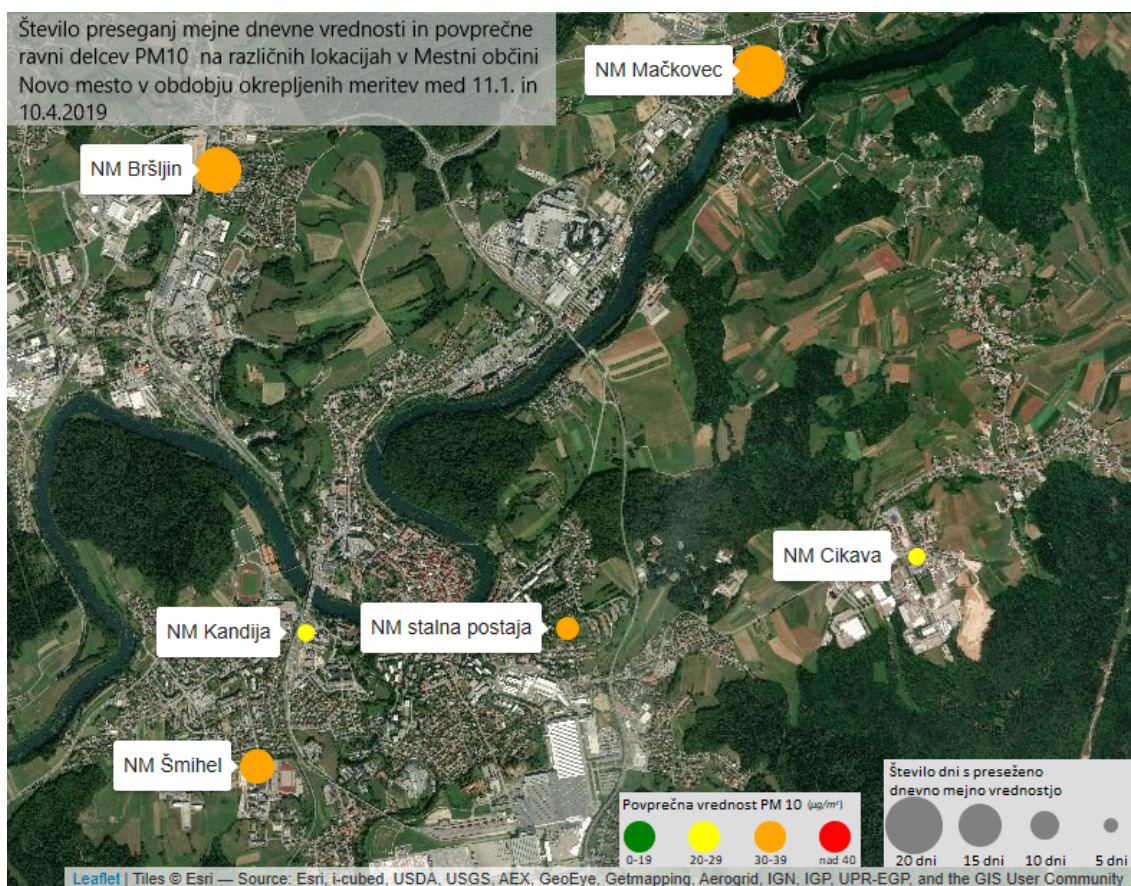 Število preseganj mejne dnevne vrednosti in povprečne
ravni delcev PM10 na različnih lokacijah v Mestni občini
Novo mesto v obdobju okrepljenih meritev med 11.1. in
10.4.2019
NM Mačkovec
NM Bršljin
NM Cikava
NM Kandija
NM stalna postaja
NM Šmihel
Povprečna vrednost PM 10 (µg/m³)
0-19 20-29 30-39 nad 40
Število dni s preseženo
dnevno mejno vrednostjo
20 dni 15 dni 10 dni 5 dni
Leaflet | Tiles © Esri — Source: Esri, i-cubed, USDA, USGS, AEX, GeoEye, Getmapping, Aerogrid, IGN, IGP, UPR-EGP, and the GIS User Community